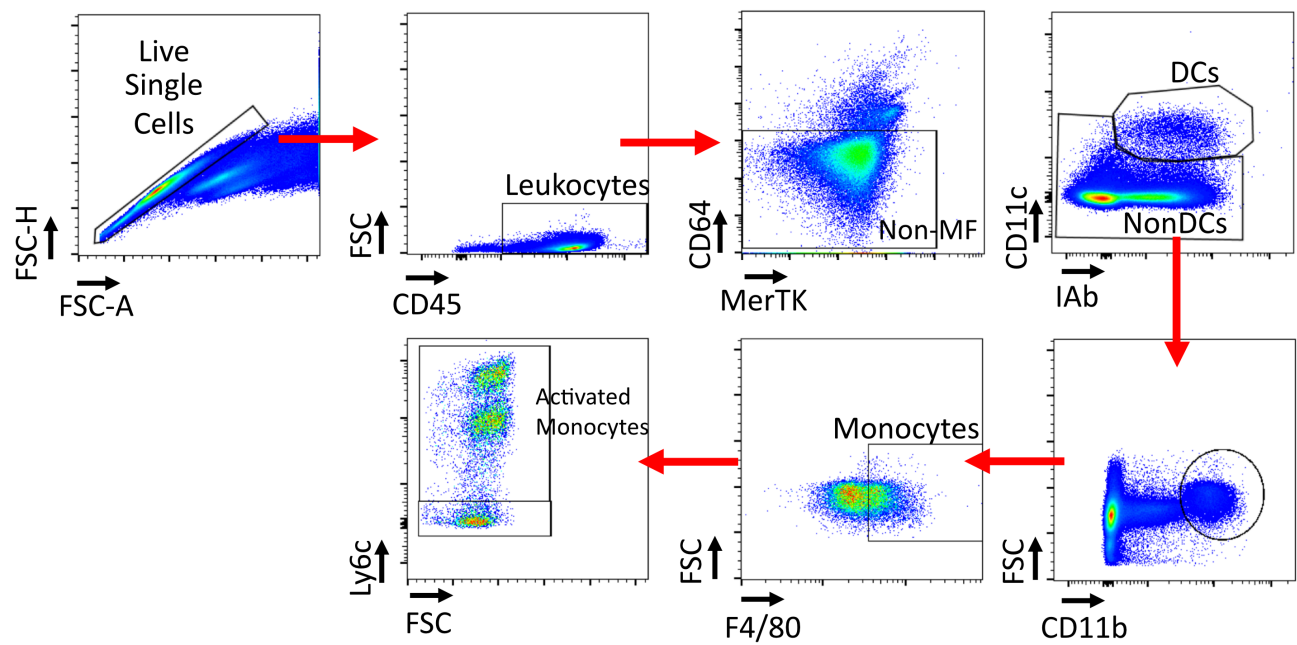 Live
Single
Cells
FSC-H
FSC-A
Leukocytes
FSC
CD45
Non-MF
CD64
MerTK
DCs
NonDCs
CD11c
IAb
Activated
Monocytes
Ly6c
FSC
Monocytes
FSC
F4/80
FSC
CD11b